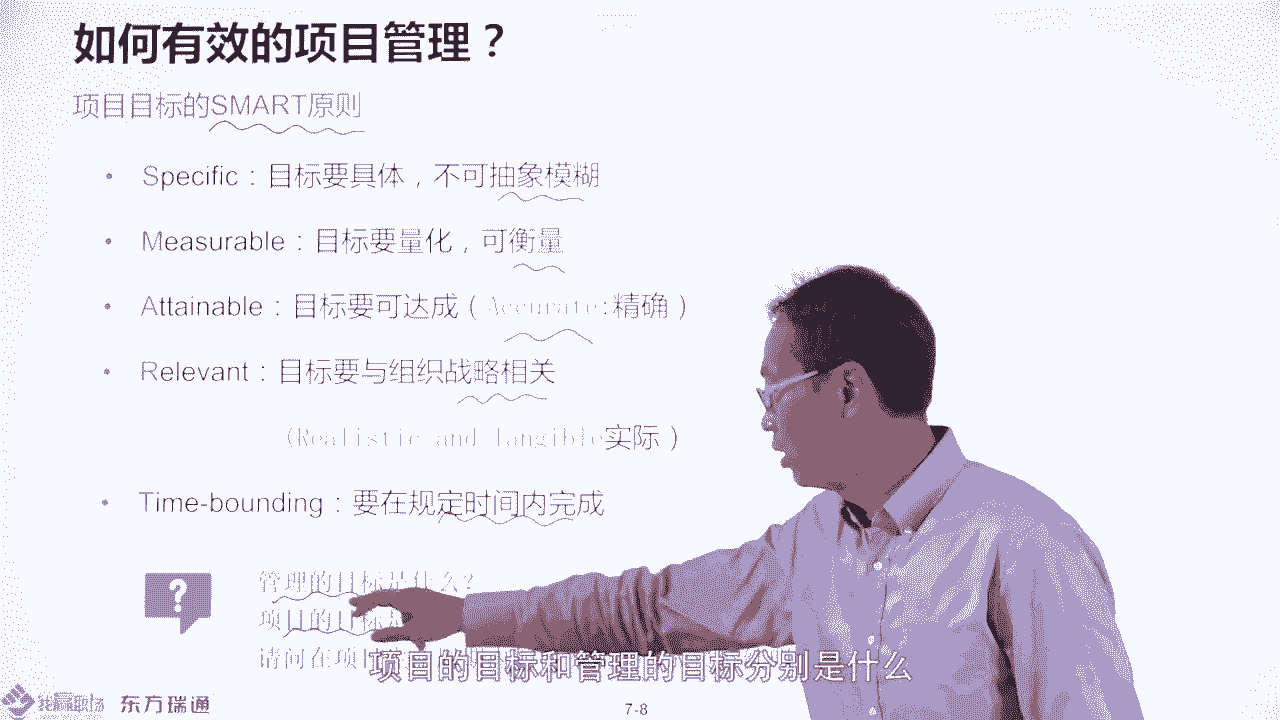 如何有效的项目管理？
项目目标的SMART原则
• Specific：目标要具体，不可抽象模糊
• Measurable：目标要量化，可衡量
• Attainable：目标要可达成（Accurate:精确）
• Relevant：目标要与组织战略相关
（Realistic and tangible实际）
• Time-bounding：要在规定时间内完成
?
管理的目标是什么?
项目的目标
请问在项
项目的目标和管理的目标分别是什么
我赢职场 东方瑞通
7-8